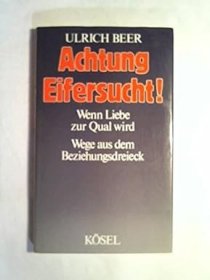 ULRICH BEER
Achtung
Eifersucht!
Wenn Liebe
zur Qual wird
Wege aus dem
Beziehungsdreieck
KÖSEL